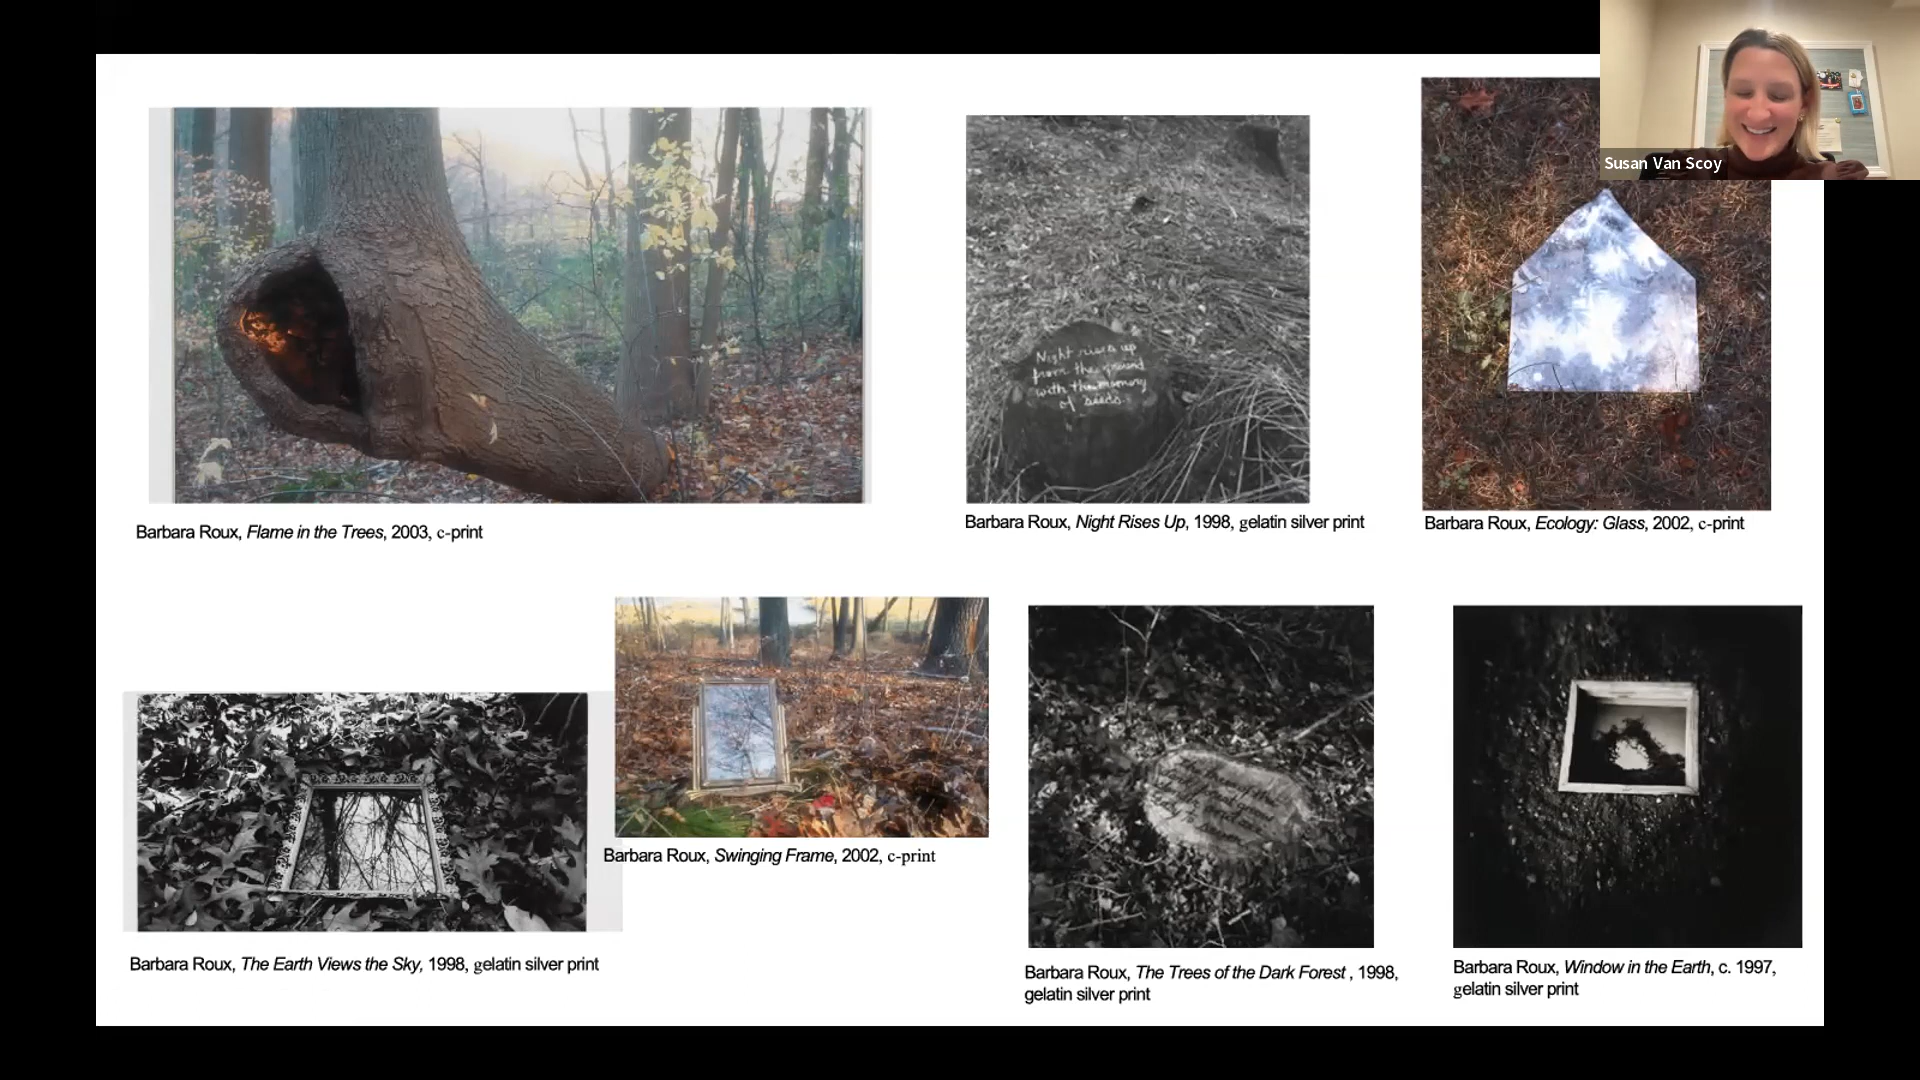 Susan Van Scoy
Night rises up
from the ground
with the memory
of seeds.
Barbara Roux, Flame in the Trees, 2003, c-print
Barbara Roux, Night Rises Up, 1998, gelatin silver print
Barbara Roux, Ecology: Glass, 2002, c-print
Barbara Roux, Swinging Frame, 2002, c-print
Barbara Roux, The Earth Views the Sky, 1998, gelatin silver print
Barbara Roux, The Trees of the Dark Forest , 1998,
gelatin silver print
Barbara Roux, Window in the Earth, c. 1997,
gelatin silver print